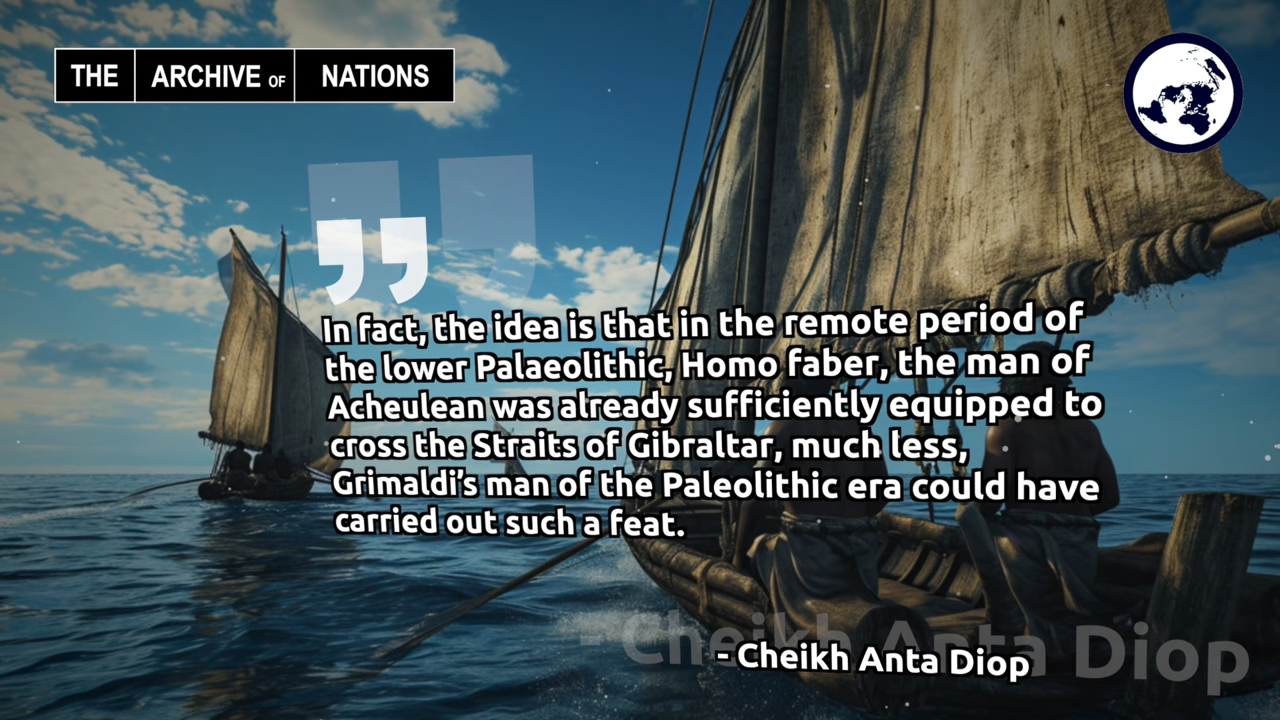 THE ARCHIVE OF NATIONS
”
In fact, the idea is that in the remote period of
the lower Palaeolithic, Homo faber, the man of
Acheulean was already sufficiently equipped to
cross the Straits of Gibraltar, much less,
Grimaldi’s man of the Paleolithic era could have
carried out such a feat.
- Cheikh Anta Diop
- Cheikh Anta Diop